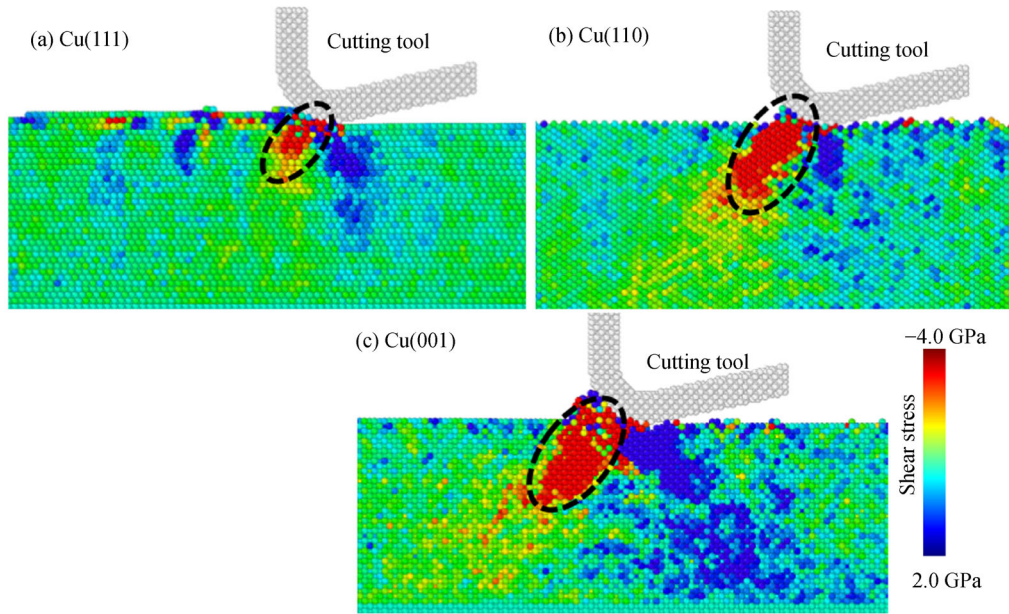 (a) Cu(111)
Cutting tool
(b) Cu(110)
Cutting tool
(c) Cu(001)
Cutting tool
−4.0 GPa
Shear stress
2.0 GPa